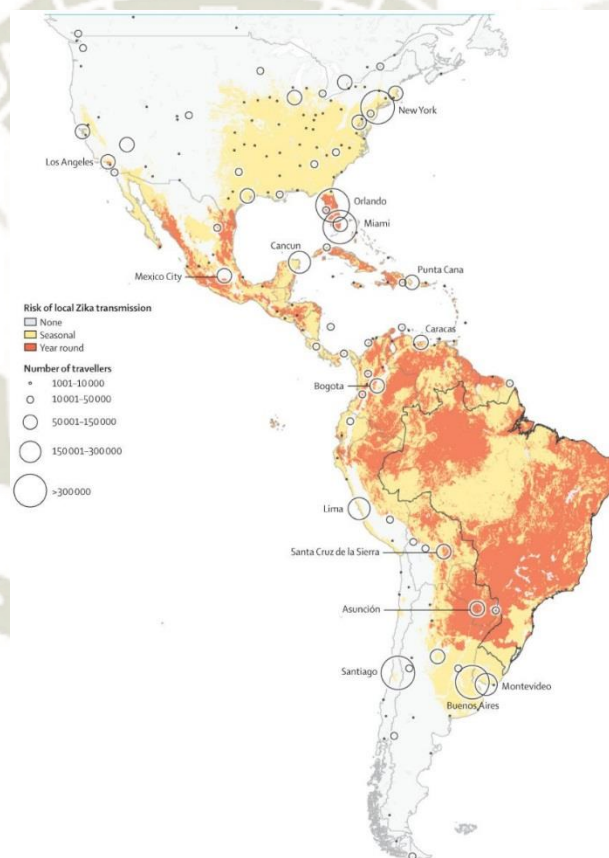 New York
Los Angeles
Orlando
Miami
Cancun
Mexico City
Punta Cana
Risk of local Zika transmission
None
Seasonal
Year round
Caracas
Number of travellers
1001–10 000
10 001–50 000
50 001–150 000
150 001–300 000
>300 000
Bogota
Lima
Santa Cruz de la Sierra
Asunción
Santiago
Montevideo
Buenos Aires